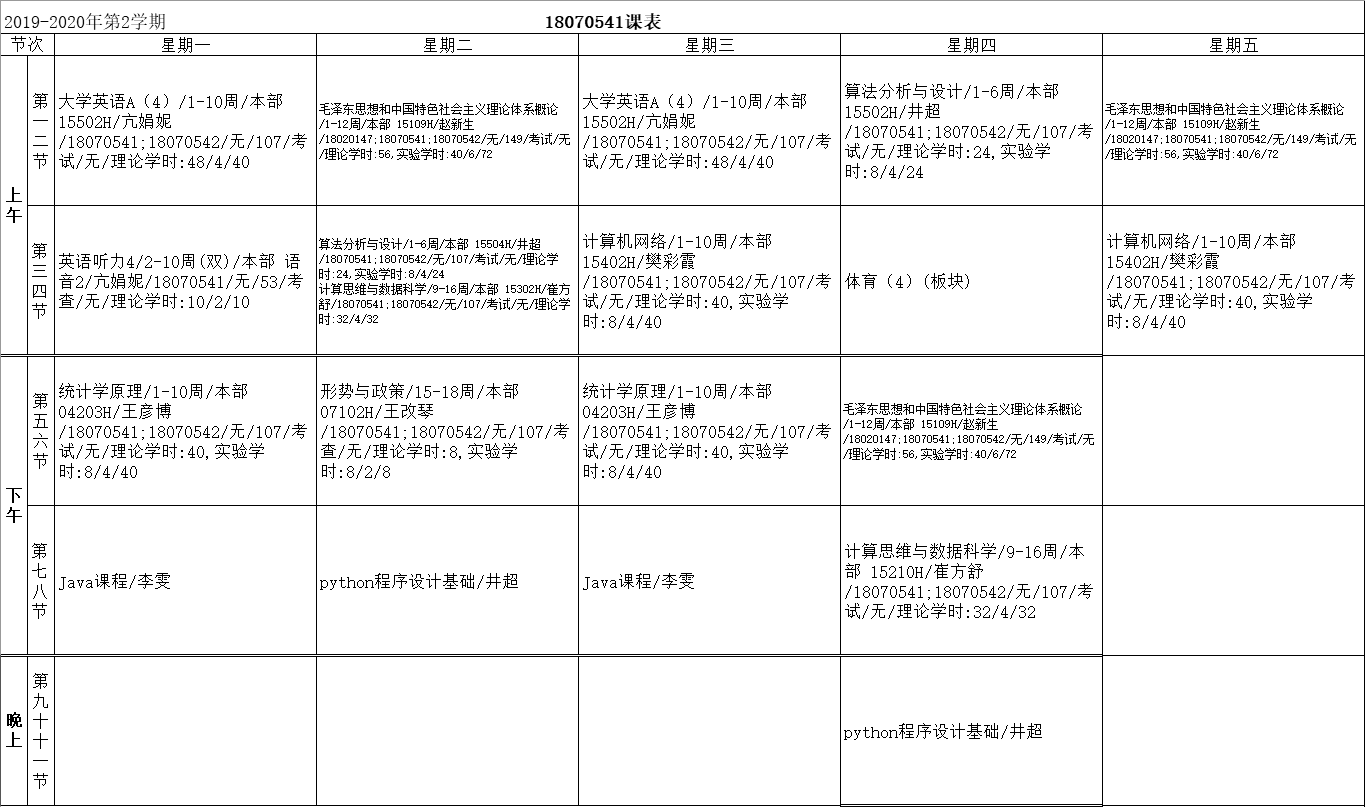 2019-2020年第2学期
18070541课表
节次
星期一
星期二
星期三
星期四
星期五
上午
第一二节
大学英语A（4）/1-10周/本部
15502H/亢娟妮
/18070541;18070542/无/107/考
试/无/理论学时:48/4/40
毛泽东思想和中国特色社会主义理论体系概论
/1-12周/本部 15109H/赵新生
/18020147;18070541;18070542/无/149/考试/无
/理论学时:56,实验学时:40/6/72
大学英语A（4）/1-10周/本部
15502H/亢娟妮
/18070541;18070542/无/107/考
试/无/理论学时:48/4/40
算法分析与设计/1-6周/本部
15502H/井超
/18070541;18070542/无/107/考
试/无/理论学时:24,实验学
时:8/4/24
毛泽东思想和中国特色社会主义理论体系概论
/1-12周/本部 15109H/赵新生
/18020147;18070541;18070542/无/149/考试/无
/理论学时:56,实验学时:40/6/72
第三四节
英语听力4/2-10周(双)/本部 语
音2/亢娟妮/18070541/无/53/考
查/无/理论学时:10/2/10
算法分析与设计/1-6周/本部 15504H/井超
/18070541;18070542/无/107/考试/无/理论学
时:24,实验学时:8/4/24
计算思维与数据科学/9-16周/本部 15302H/崔方
舒/18070541;18070542/无/107/考试/无/理论学
时:32/4/32
计算机网络/1-10周/本部
15402H/樊彩霞
/18070541;18070542/无/107/考
试/无/理论学时:40,实验学
时:8/4/40
体育（4）(板块)
计算机网络/1-10周/本部
15402H/樊彩霞
/18070541;18070542/无/107/考
试/无/理论学时:40,实验学
时:8/4/40
下午
第五六节
统计学原理/1-10周/本部
04203H/王彦博
/18070541;18070542/无/107/考
试/无/理论学时:40,实验学
时:8/4/40
形势与政策/15-18周/本部
07102H/王改琴
/18070541;18070542/无/107/考
查/无/理论学时:8,实验学
时:8/2/8
统计学原理/1-10周/本部
04203H/王彦博
/18070541;18070542/无/107/考
试/无/理论学时:40,实验学
时:8/4/40
毛泽东思想和中国特色社会主义理论体系概论
/1-12周/本部 15109H/赵新生
/18020147;18070541;18070542/无/149/考试/无
/理论学时:56,实验学时:40/6/72
第七八节
Java课程/李雯
python程序设计基础/井超
Java课程/李雯
计算思维与数据科学/9-16周/本
部 15210H/崔方舒
/18070541;18070542/无/107/考
试/无/理论学时:32/4/32
晚上
第九十十一节
python程序设计基础/井超